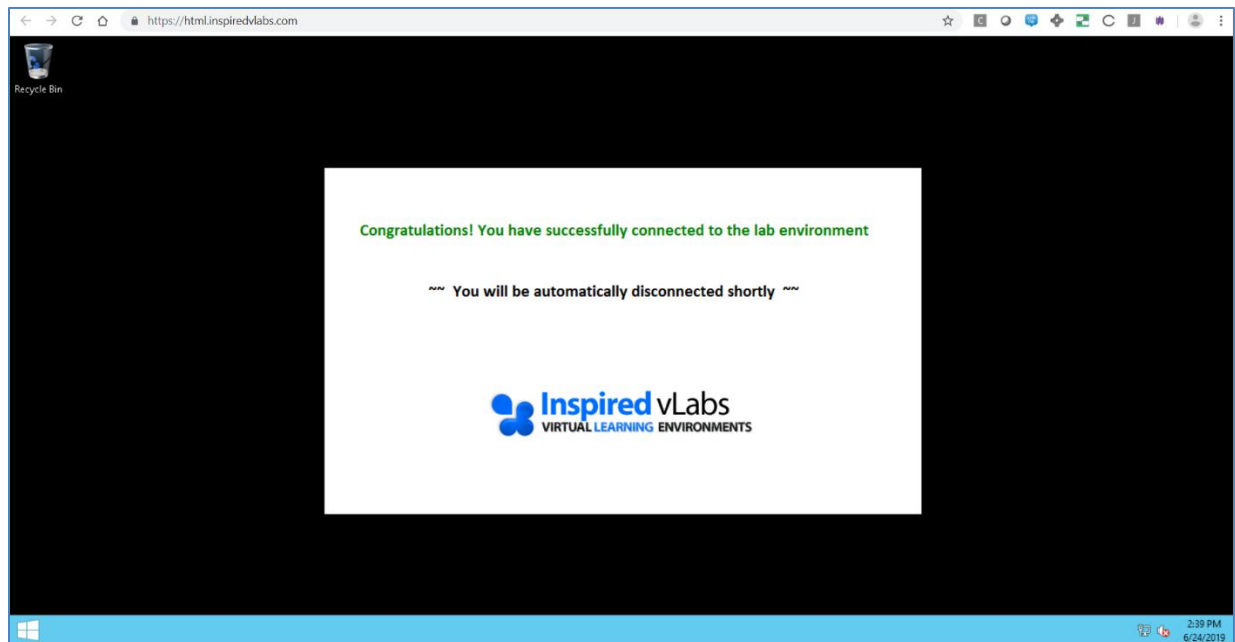 https://html.inspiredvlabs.com
Recycle Bin
Congratulations! You have successfully connected to the lab environment
~~ You will be automatically disconnected shortly ~~
Inspired vLabs
VIRTUAL LEARNING ENVIRONMENTS
2:39 PM
6/24/2019